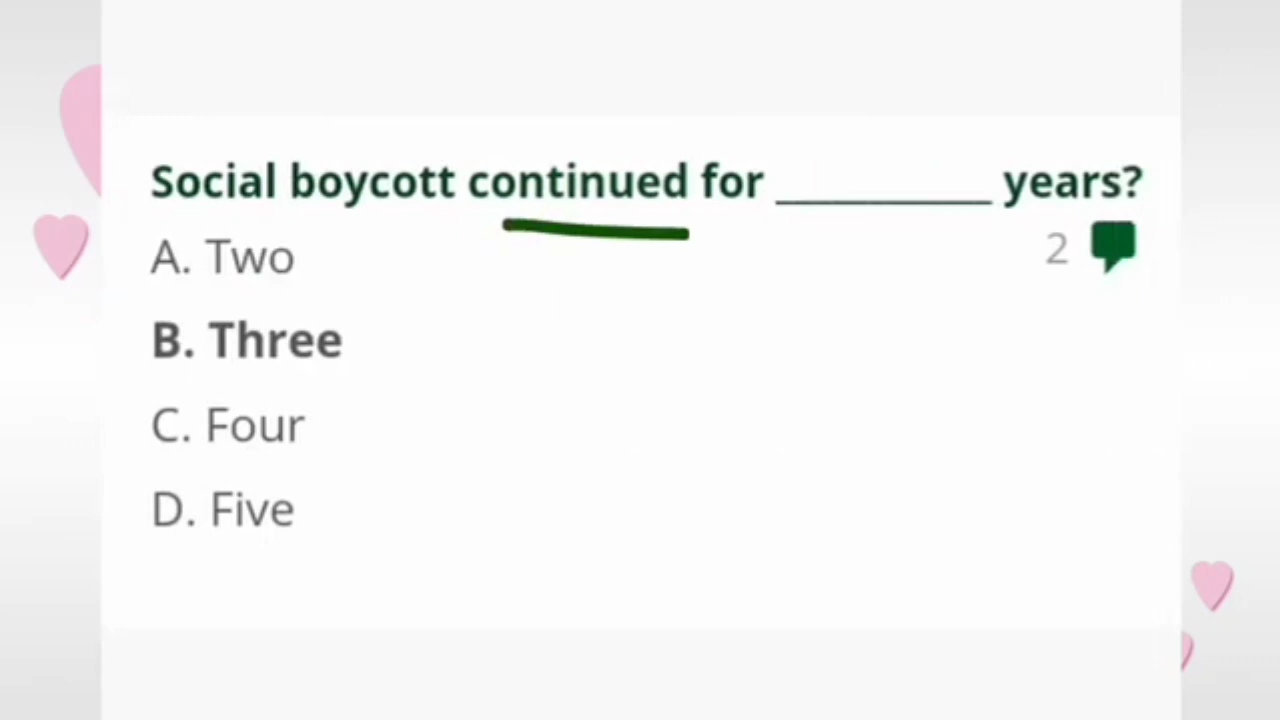 Social boycott continued for __________ years?
A. Two
2
B. Three
C. Four
D. Five